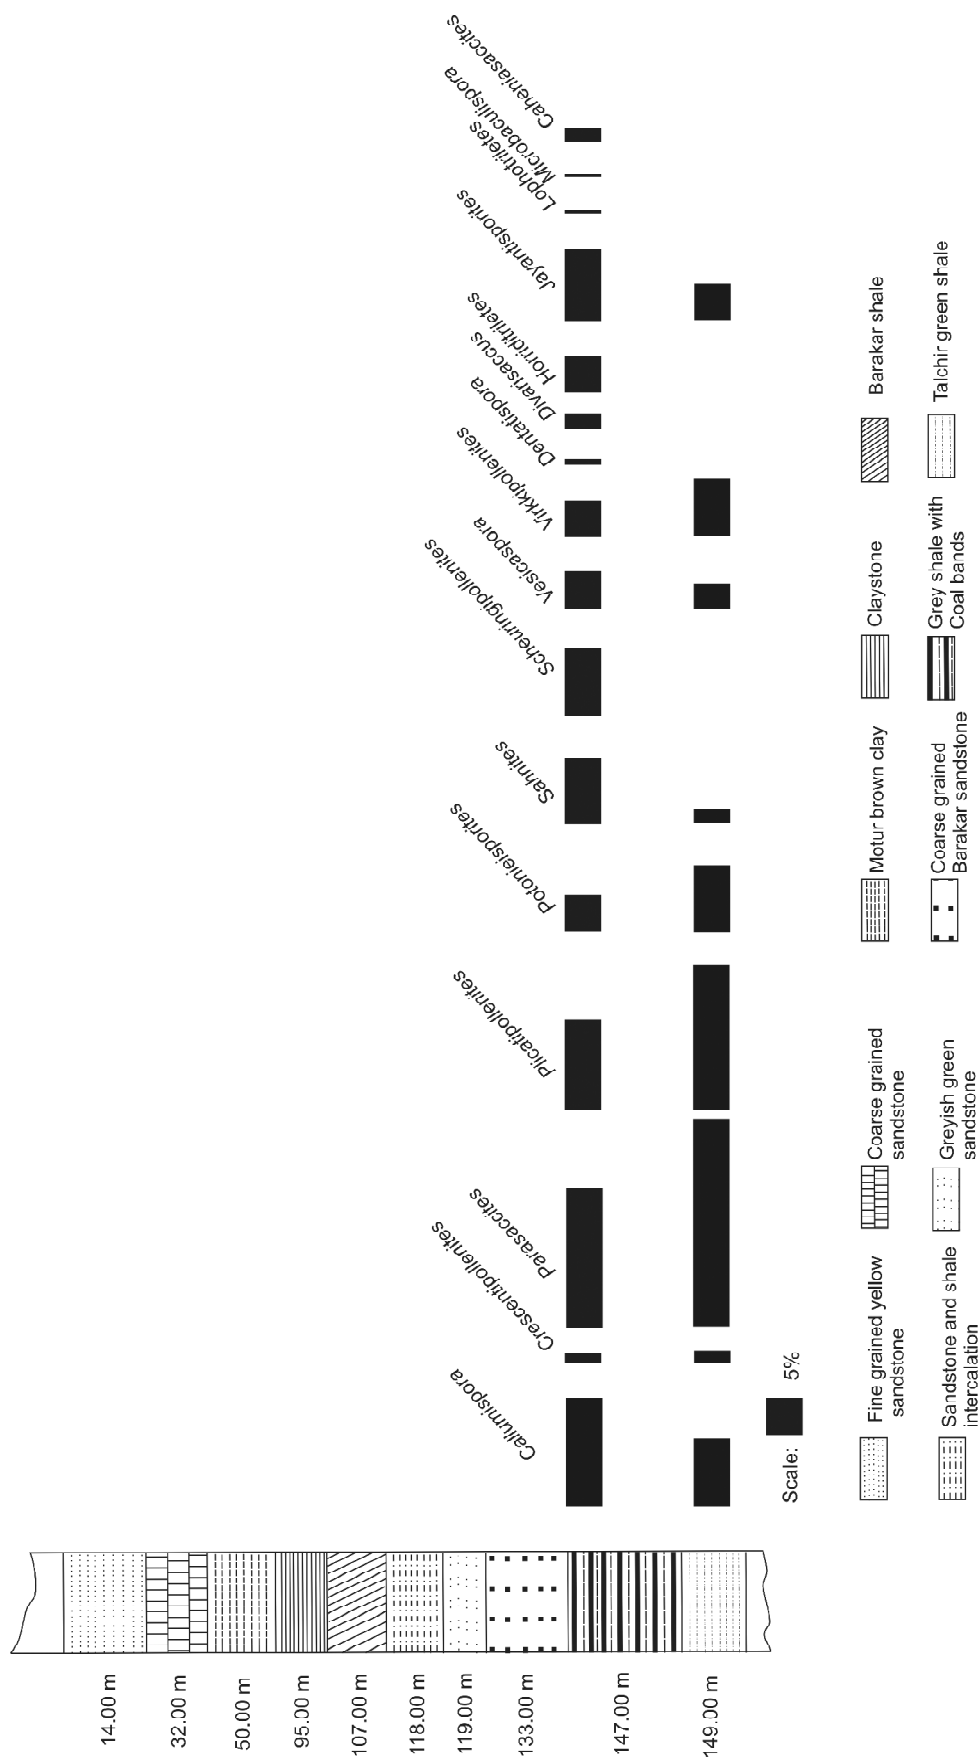 Callumispora
Crescentipollenites
Parasaccites
Plicatipollenites
Potonieisporites
Sahnites
Scheuringipollenites
Vesicaspora
Virkkipollenites
Dentatispora
Divarisaccus
Horriditriletes
Jayantisporites
Lophotriletes
Microbaculispora
Caheniasaccites
14.00 m
32.00 m
50.00 m
95.00 m
107.00 m
118.00 m
119.00 m
133.00 m
147.00 m
149.00 m
Scale:
5%
Fine grained yellow
sandstone
Coarse grained
sandstone
Motur brown clay
Claystone
Barakar shale
Sandstone and shale
intercalation
Greyish green
sandstone
Coarse grained
Barakar sandstone
Grey shale with
Coal bands
Talchir green shale